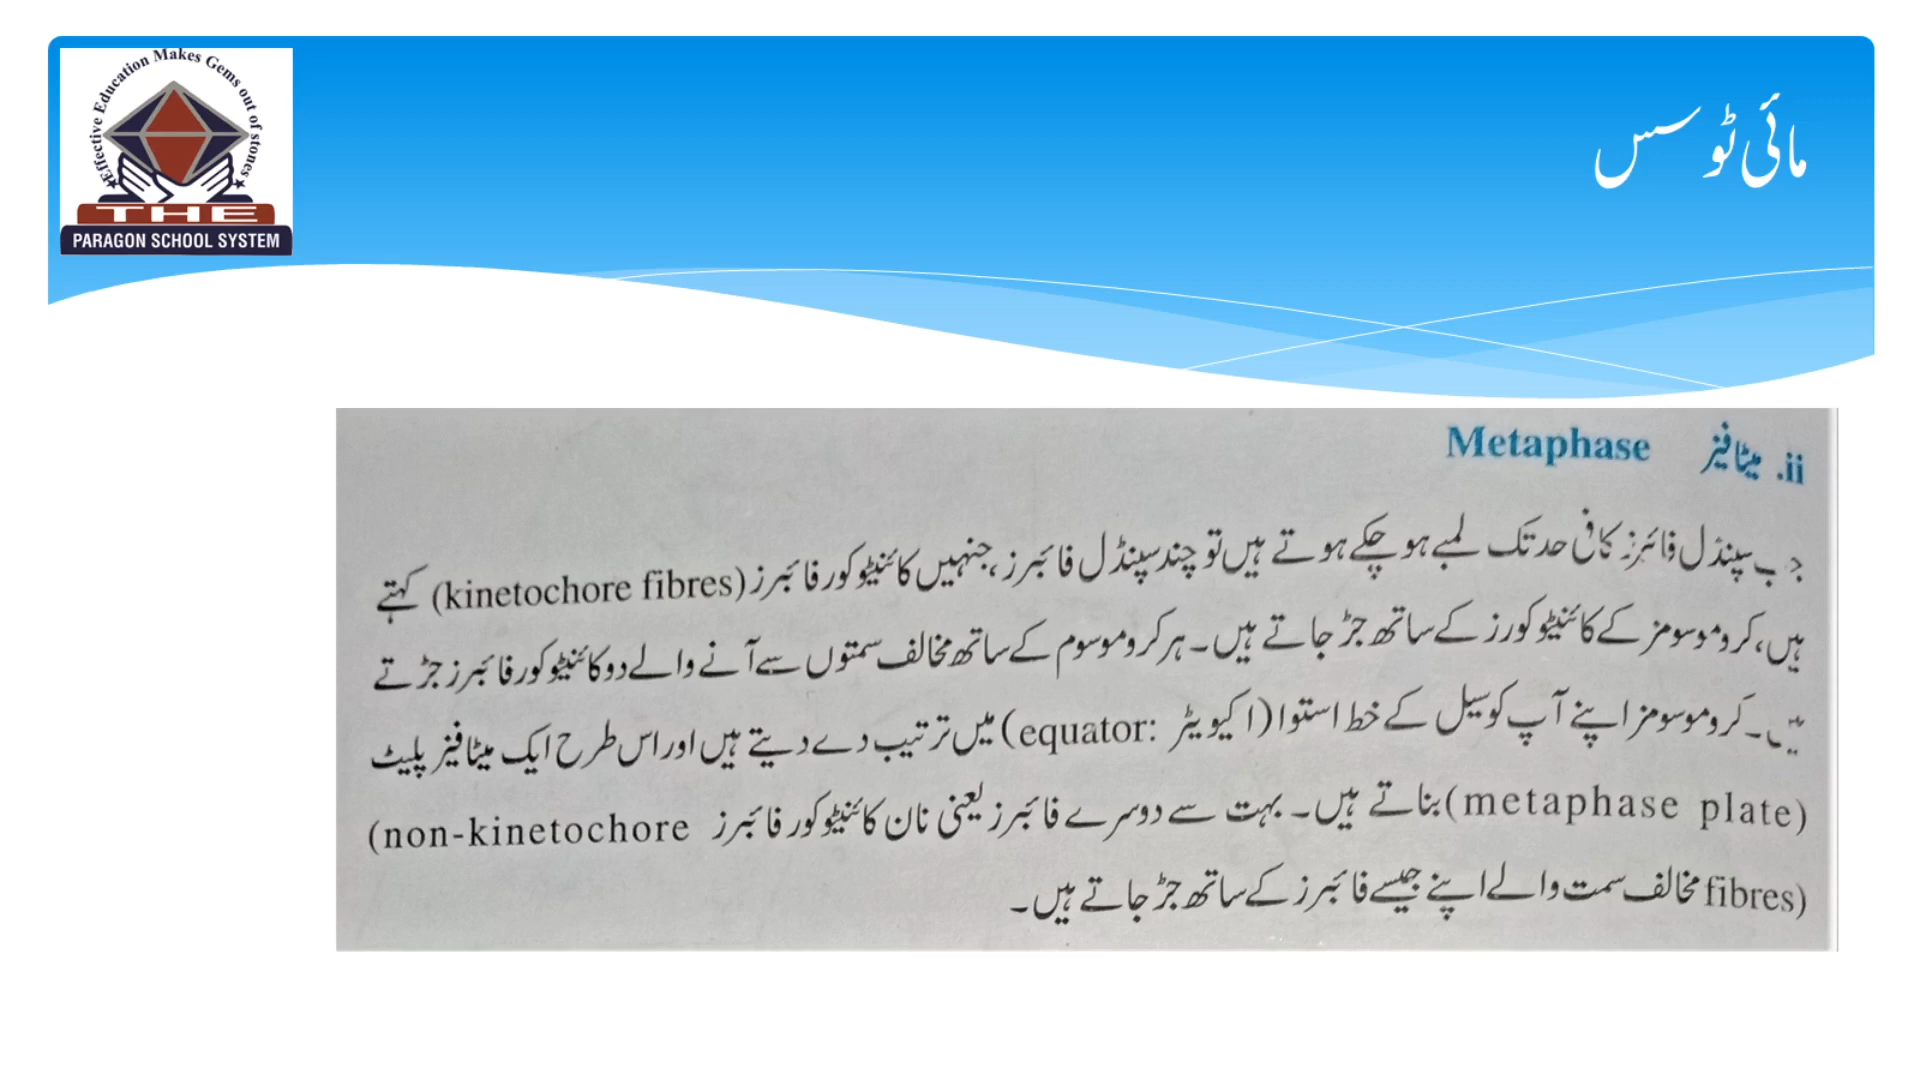 Effective Education Makes Gems out of stones
THE
PARAGON SCHOOL SYSTEM
مائی ٹوسس
ii. میٹافیز Metaphase
جب سپنڈل فائبرز کافی حد تک لمبے ہو چکے ہوتے ہیں تو چند سپنڈل فائبرز، جنہیں کائنیٹوکور فائبرز (kinetochore fibres) کہتے
ہیں، کروموسومز کے کائنیٹوکورز کے ساتھ جڑ جاتے ہیں۔ ہر کروموسوم کے ساتھ مخالف سمتوں سے آنے والے دو کائنیٹوکور فائبرز جڑتے
ہیں۔ کروموسومز اپنے آپ کو سیل کے خط استوا (اکیویٹر equator:) میں ترتیب دے دیتے ہیں اور اس طرح ایک میٹافیز پلیٹ
(metaphase plate) بناتے ہیں۔ بہت سے دوسرے فائبرز یعنی نان کائنیٹوکور فائبرز (non-kinetochore
fibres) مخالف سمت والے اپنے جیسے فائبرز کے ساتھ جڑ جاتے ہیں۔